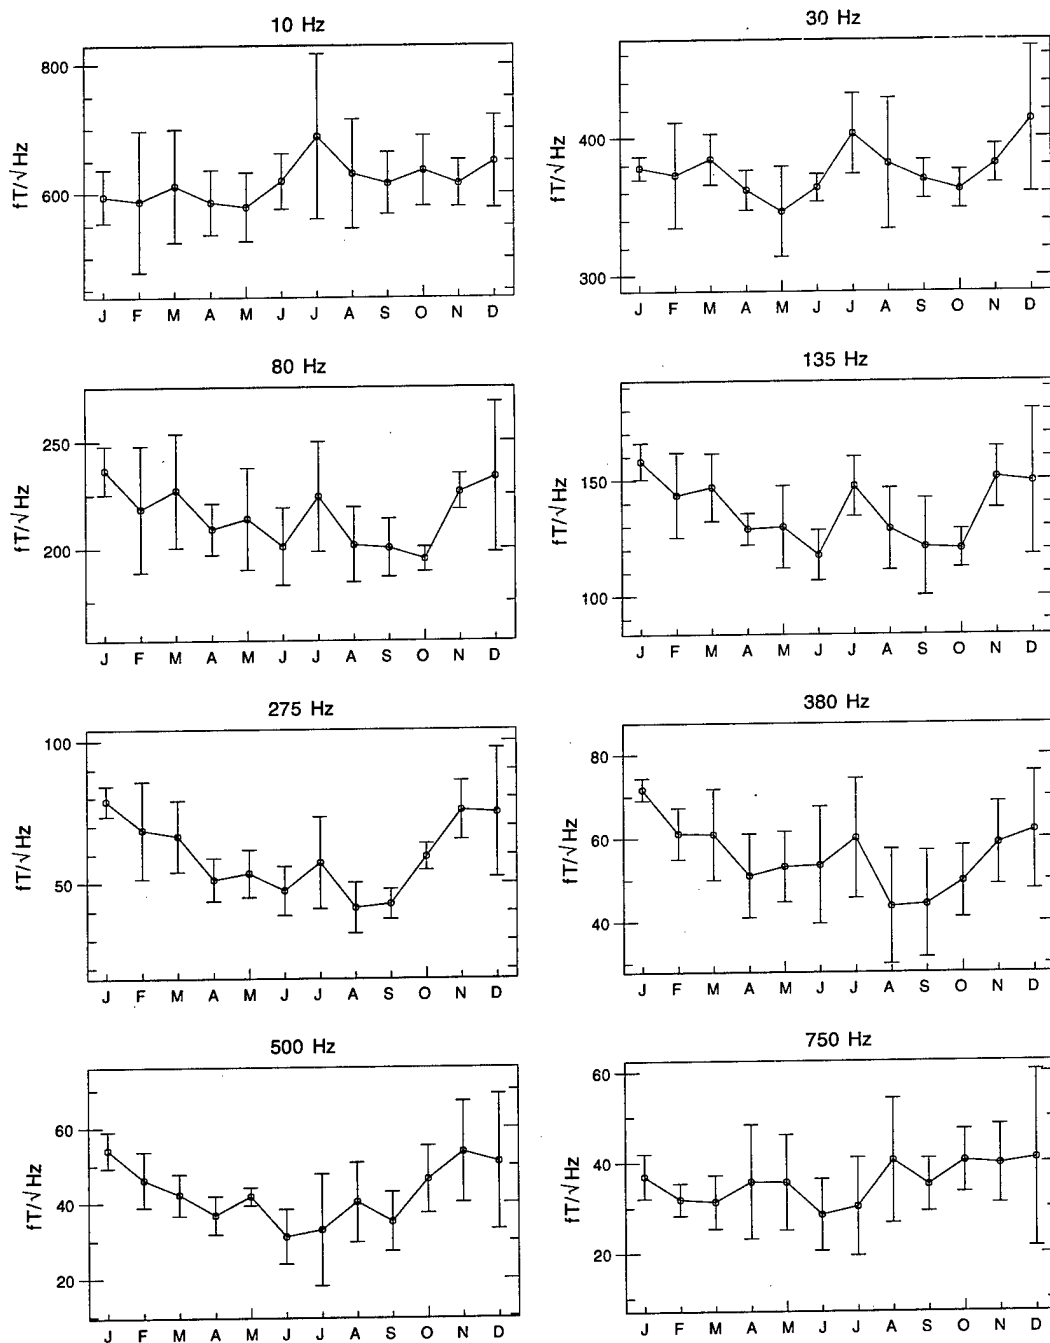 10 Hz
30 Hz
800
600
fT/√Hz
J F M A M J J A S O N D
400
300
fT/√Hz
J F M A M J J A S O N D
80 Hz
135 Hz
250
200
fT/√Hz
J F M A M J J A S O N D
150
100
fT/√Hz
J F M A M J J A S O N D
275 Hz
380 Hz
100
50
fT/√Hz
J F M A M J J A S O N D
80
60
40
fT/√Hz
J F M A M J J A S O N D
500 Hz
750 Hz
60
40
20
fT/√Hz
J F M A M J J A S O N D
60
40
20
fT/√Hz
J F M A M J J A S O N D